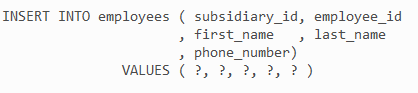 INSERT INTO employees ( subsidiary_id, employee_id
, first_name , last_name
, phone_number)
VALUES ( ?, ?, ?, ?, ? )